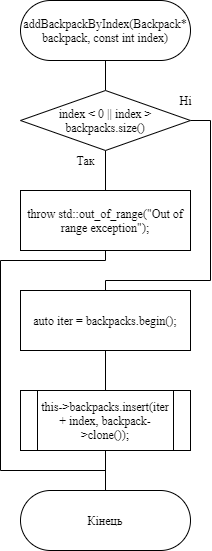 addBackpackByIndex(Backpack*
backpack, const int index)
Ні
index < 0 || index >
backpacks.size()
Так
throw std::out_of_range("Out of
range exception");
auto iter = backpacks.begin();
this->backpacks.insert(iter
+ index, backpack-
>clone());
Кінець